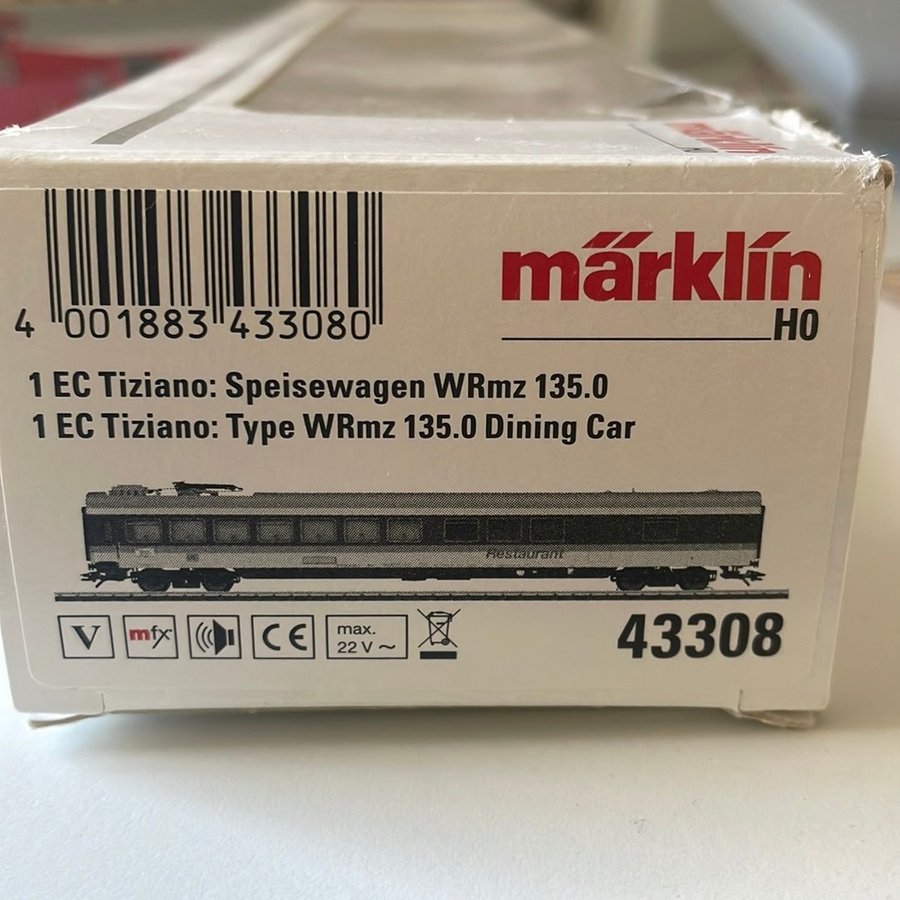 märklin
4 001883 433080
märklin
H0
1 EC Tiziano: Speisewagen WRmz 135.0
1 EC Tiziano: Type WRmz 135.0 Dining Car
Restaurant
V
mfx
CE
max.
22 V ~
43308